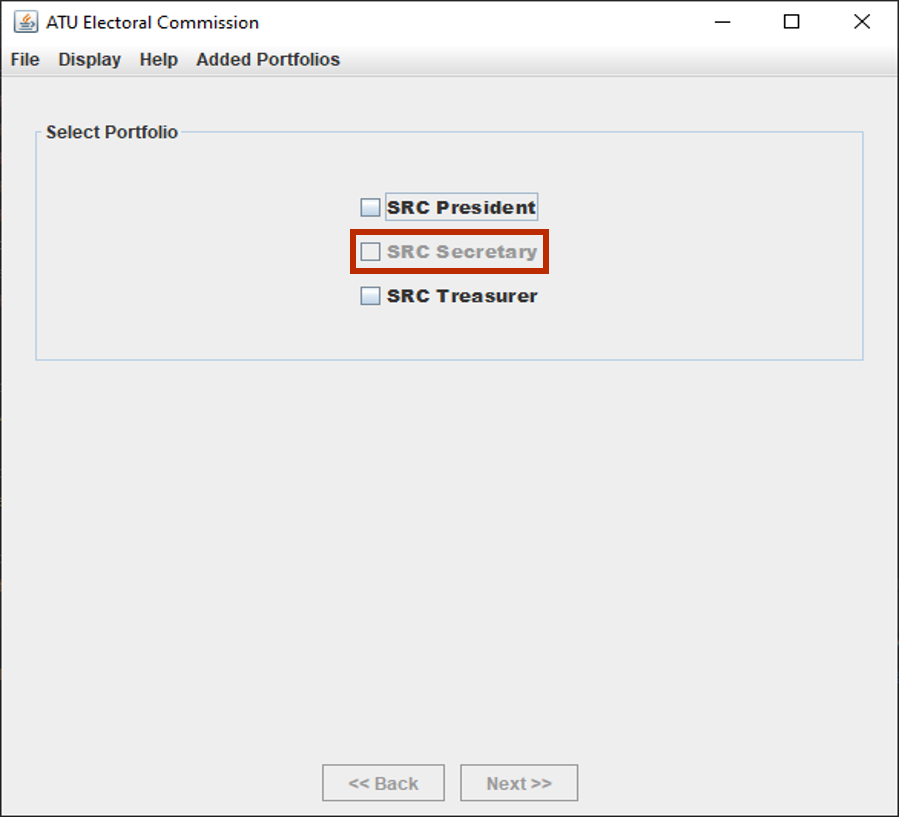 ATU Electoral Commission
File Display Help Added Portfolios
Select Portfolio
SRC President
SRC Secretary
SRC Treasurer
<< Back Next >>